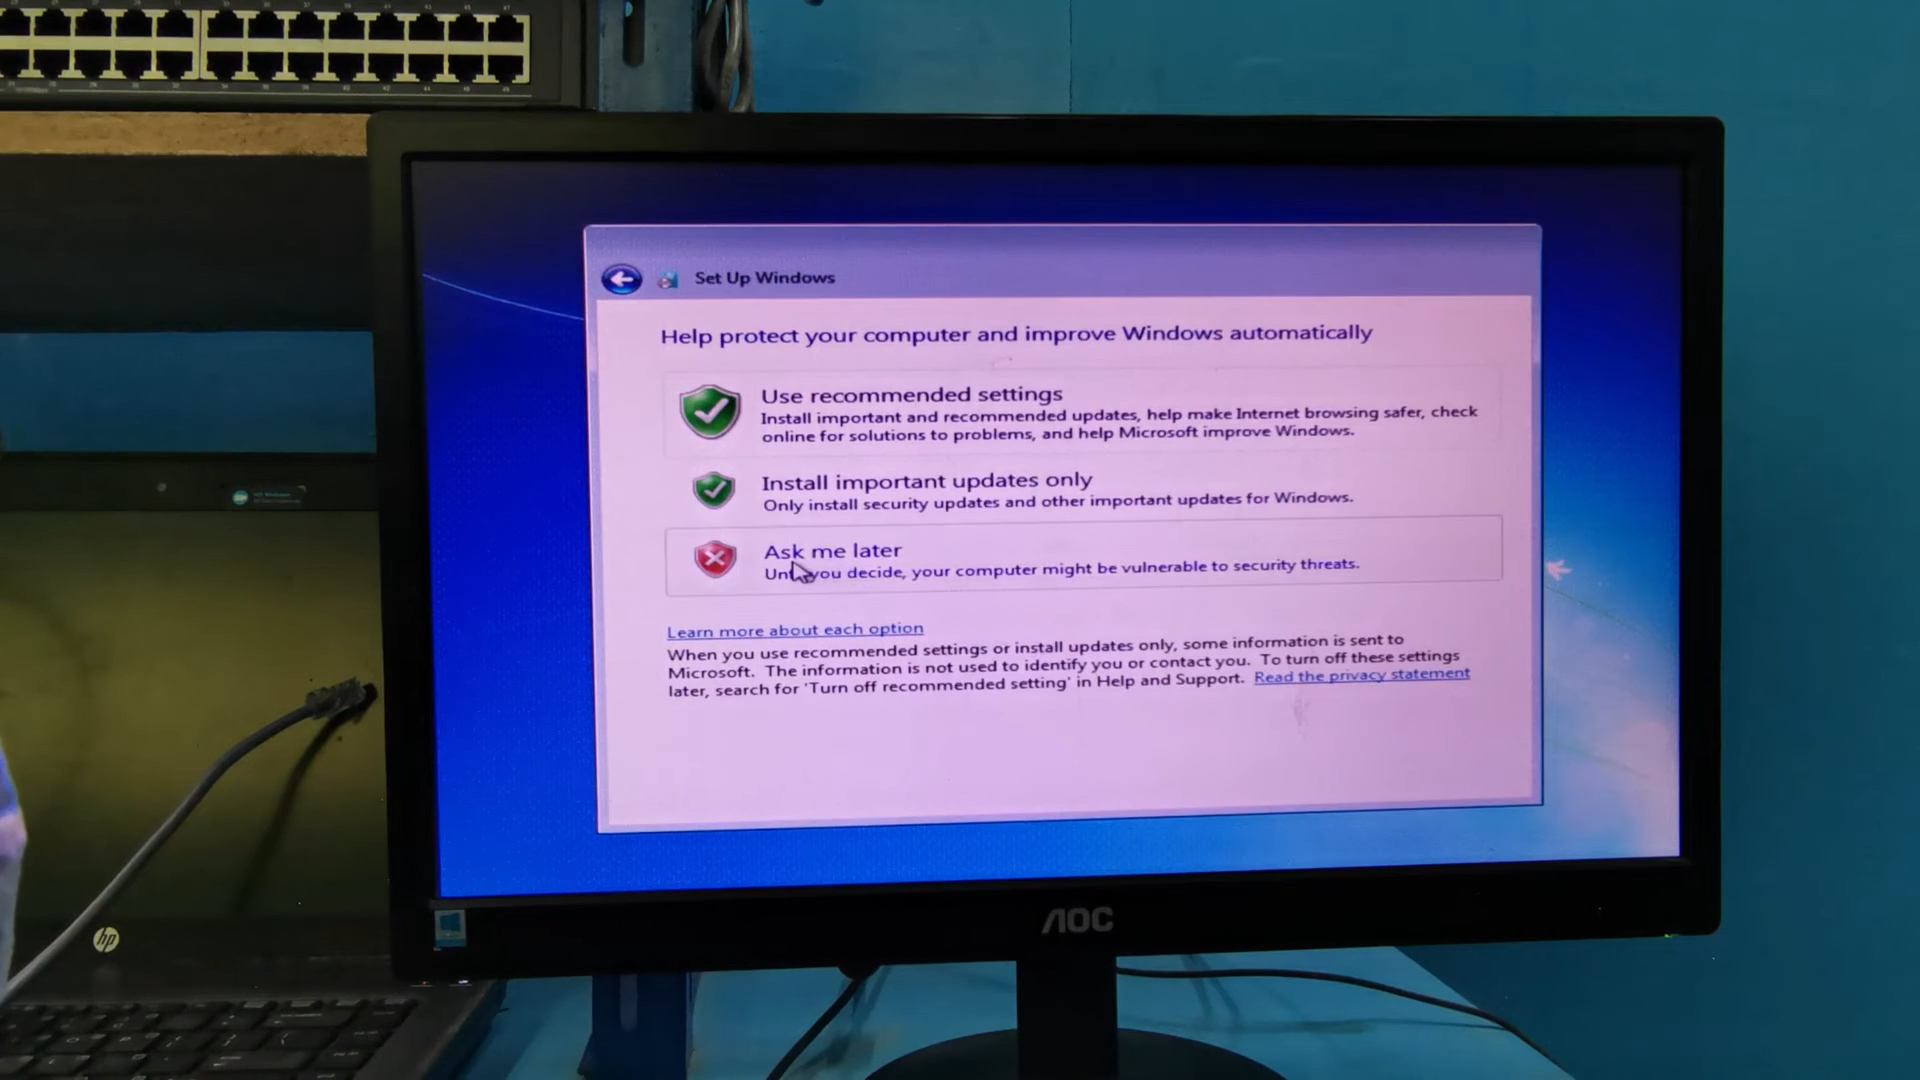 Set Up Windows
Help protect your computer and improve Windows automatically
Use recommended settings
Install important and recommended updates, help make Internet browsing safer, check
online for solutions to problems, and help Microsoft improve Windows.
Install important updates only
Only install security updates and other important updates for Windows.
Ask me later
you decide, your computer might be vulnerable to security threats.
Learn more about each option
When you use recommended settings or install updates only, some information is sent to
Microsoft. The information is not used to identify you or contact you. To turn off these settings
later, search for 'Turn off recommended setting' in Help and Support. Read the privacy statement
AOC
hp